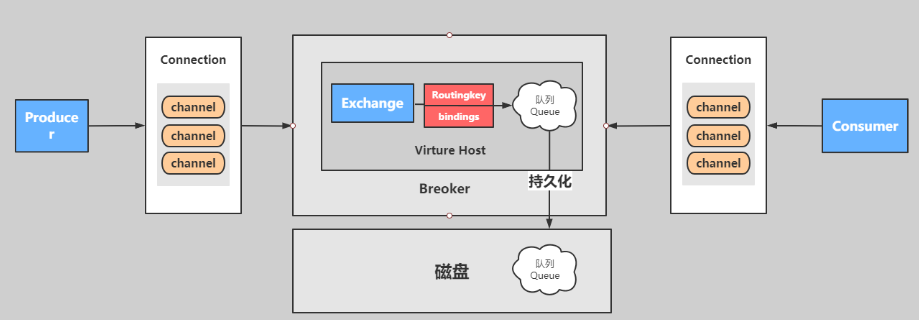 Produce
r
Connection
channel
channel
channel
Exchange
Routingkey
bindings
队列
Queue
Virture Host
Breoker
持久化
磁盘
队列
Queue
Connection
channel
channel
channel
Consumer